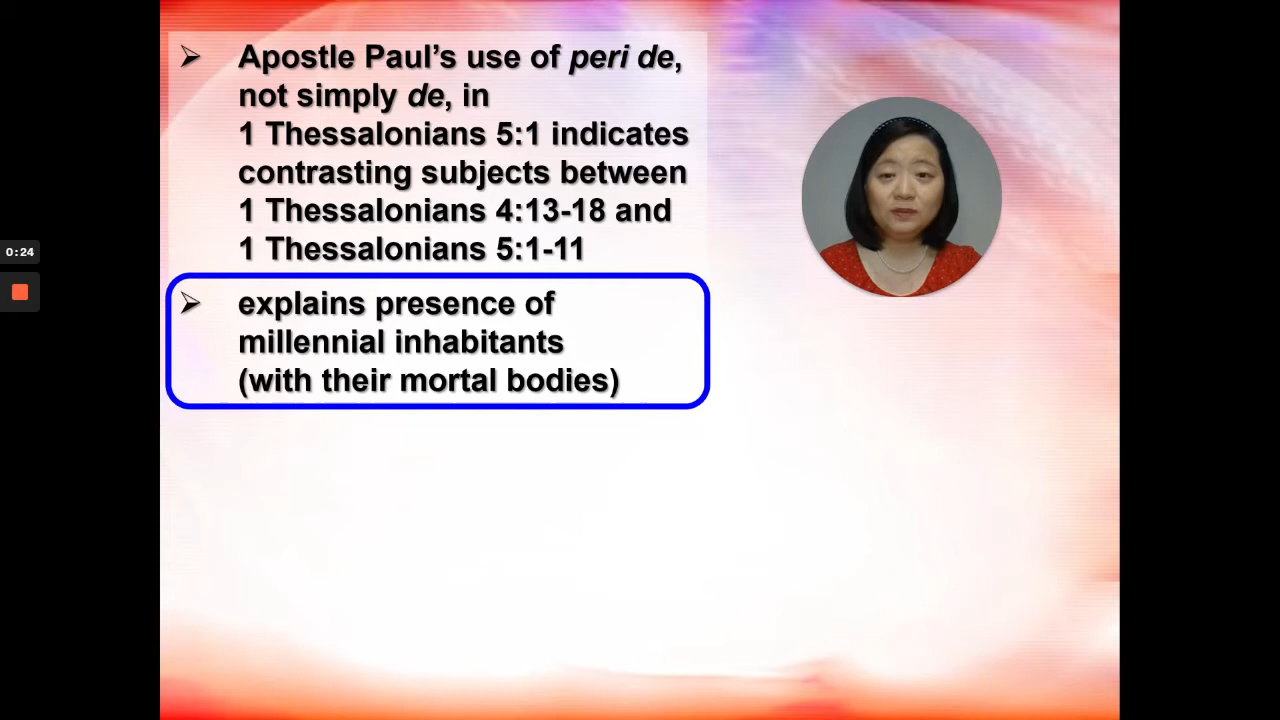 Apostle Paul’s use of peri de,
not simply de, in
1 Thessalonians 5:1 indicates
contrasting subjects between
1 Thessalonians 4:13-18 and
1 Thessalonians 5:1-11
0:24
explains presence of
millennial inhabitants
(with their mortal bodies)